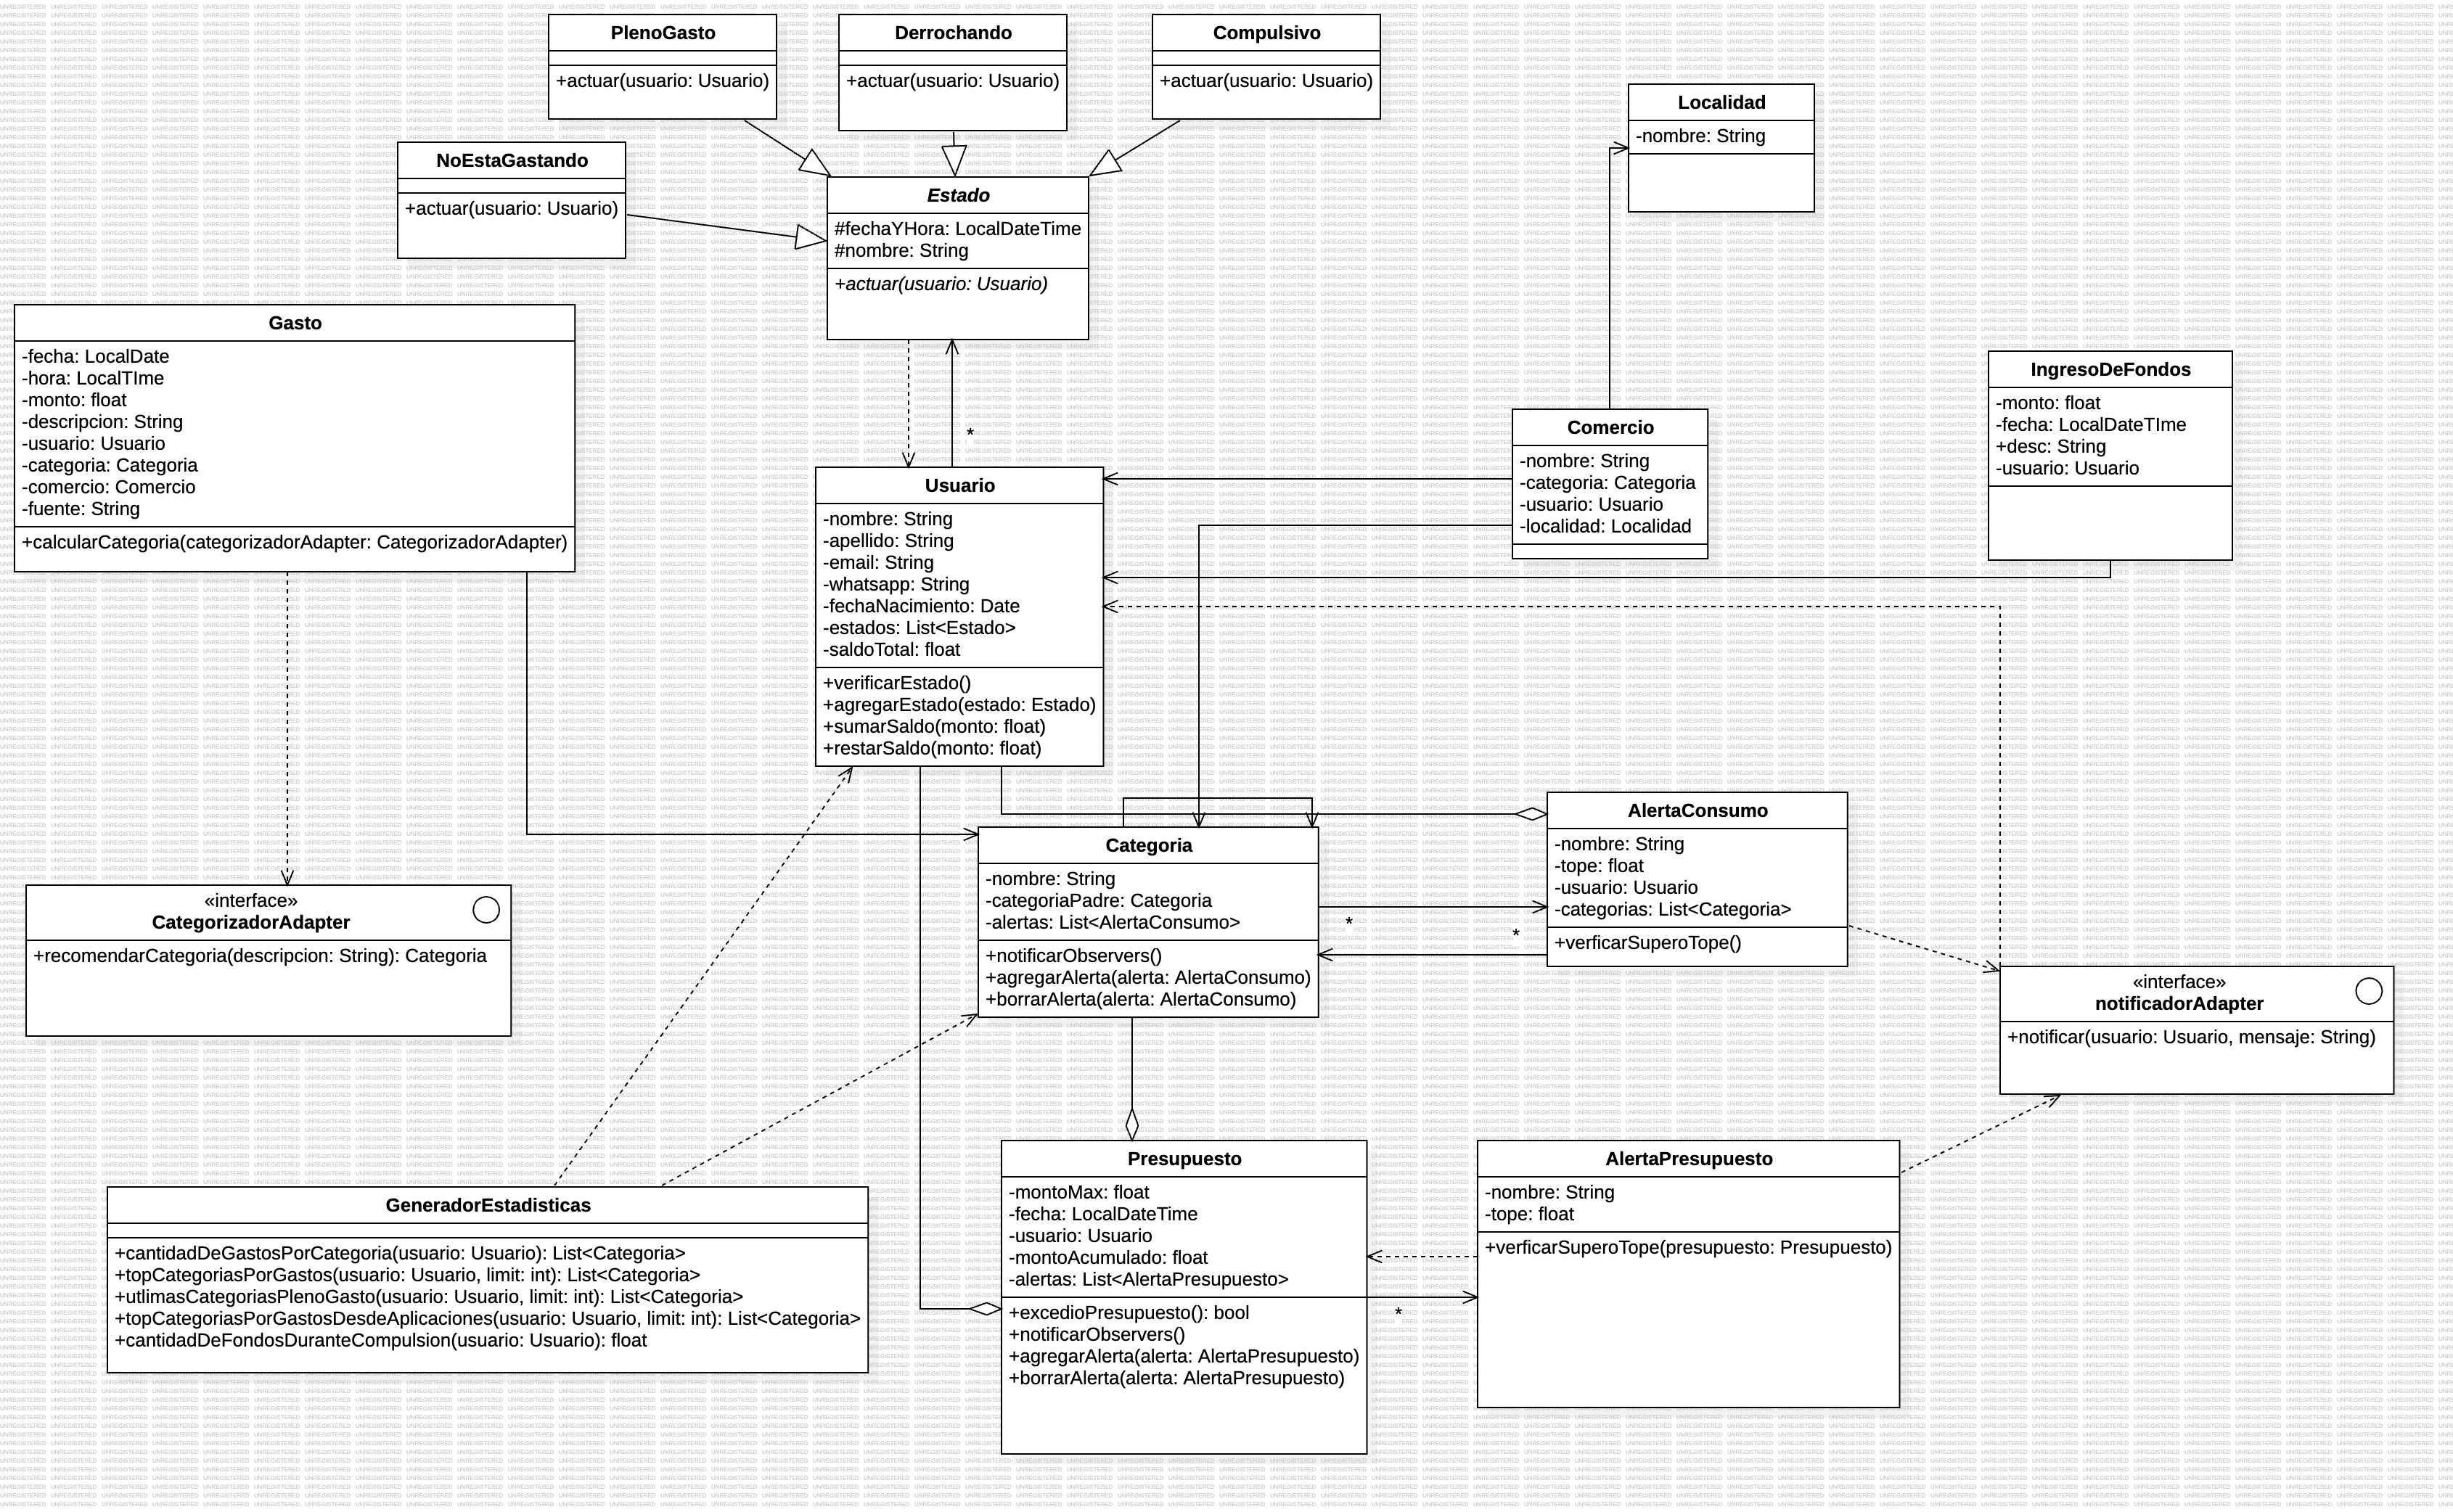 PlenoGasto
+actuar(usuario: Usuario)
Derrochando
+actuar(usuario: Usuario)
Compulsivo
+actuar(usuario: Usuario)
Localidad
-nombre: String
NoEstaGastando
+actuar(usuario: Usuario)
Estado
#fechaYHora: LocalDateTime
#nombre: String
+actuar(usuario: Usuario)
Gasto
-fecha: LocalDate
-hora: LocalTIme
-monto: float
-descripcion: String
-usuario: Usuario
-categoria: Categoria
-comercio: Comercio
-fuente: String
+calcularCategoria(categorizadorAdapter: CategorizadorAdapter)
IngresoDeFondos
-monto: float
-fecha: LocalDateTIme
+desc: String
-usuario: Usuario
Comercio
-nombre: String
-categoria: Categoria
-usuario: Usuario
-localidad: Localidad
*
Usuario
-nombre: String
-apellido: String
-email: String
-whatsapp: String
-fechaNacimiento: Date
-estados: List<Estado>
-saldoTotal: float
+verificarEstado()
+agregarEstado(estado: Estado)
+sumarSaldo(monto: float)
+restarSaldo(monto: float)
AlertaConsumo
-nombre: String
-tope: float
-usuario: Usuario
-categorias: List<Categoria>
+verficarSuperoTope()
Categoria
-nombre: String
-categoriaPadre: Categoria
-alertas: List<AlertaConsumo>
+notificarObservers()
+agregarAlerta(alerta: AlertaConsumo)
+borrarAlerta(alerta: AlertaConsumo)
*
*
«interface»
CategorizadorAdapter
+recomendarCategoria(descripcion: String): Categoria
«interface»
notificadorAdapter
+notificar(usuario: Usuario, mensaje: String)
Presupuesto
-montoMax: float
-fecha: LocalDateTime
-usuario: Usuario
-montoAcumulado: float
-alertas: List<AlertaPresupuesto>
+excedioPresupuesto(): bool
+notificarObservers()
+agregarAlerta(alerta: AlertaPresupuesto)
+borrarAlerta(alerta: AlertaPresupuesto)
*
AlertaPresupuesto
-nombre: String
-tope: float
+verficarSuperoTope(presupuesto: Presupuesto)
GeneradorEstadisticas
+cantidadDeGastosPorCategoria(usuario: Usuario): List<Categoria>
+topCategoriasPorGastos(usuario: Usuario, limit: int): List<Categoria>
+utlimasCategoriasPlenoGasto(usuario: Usuario, limit: int): List<Categoria>
+topCategoriasPorGastosDesdeAplicaciones(usuario: Usuario, limit: int): List<Categoria>
+cantidadDeFondosDuranteCompulsion(usuario: Usuario): float
UNREGISTERED